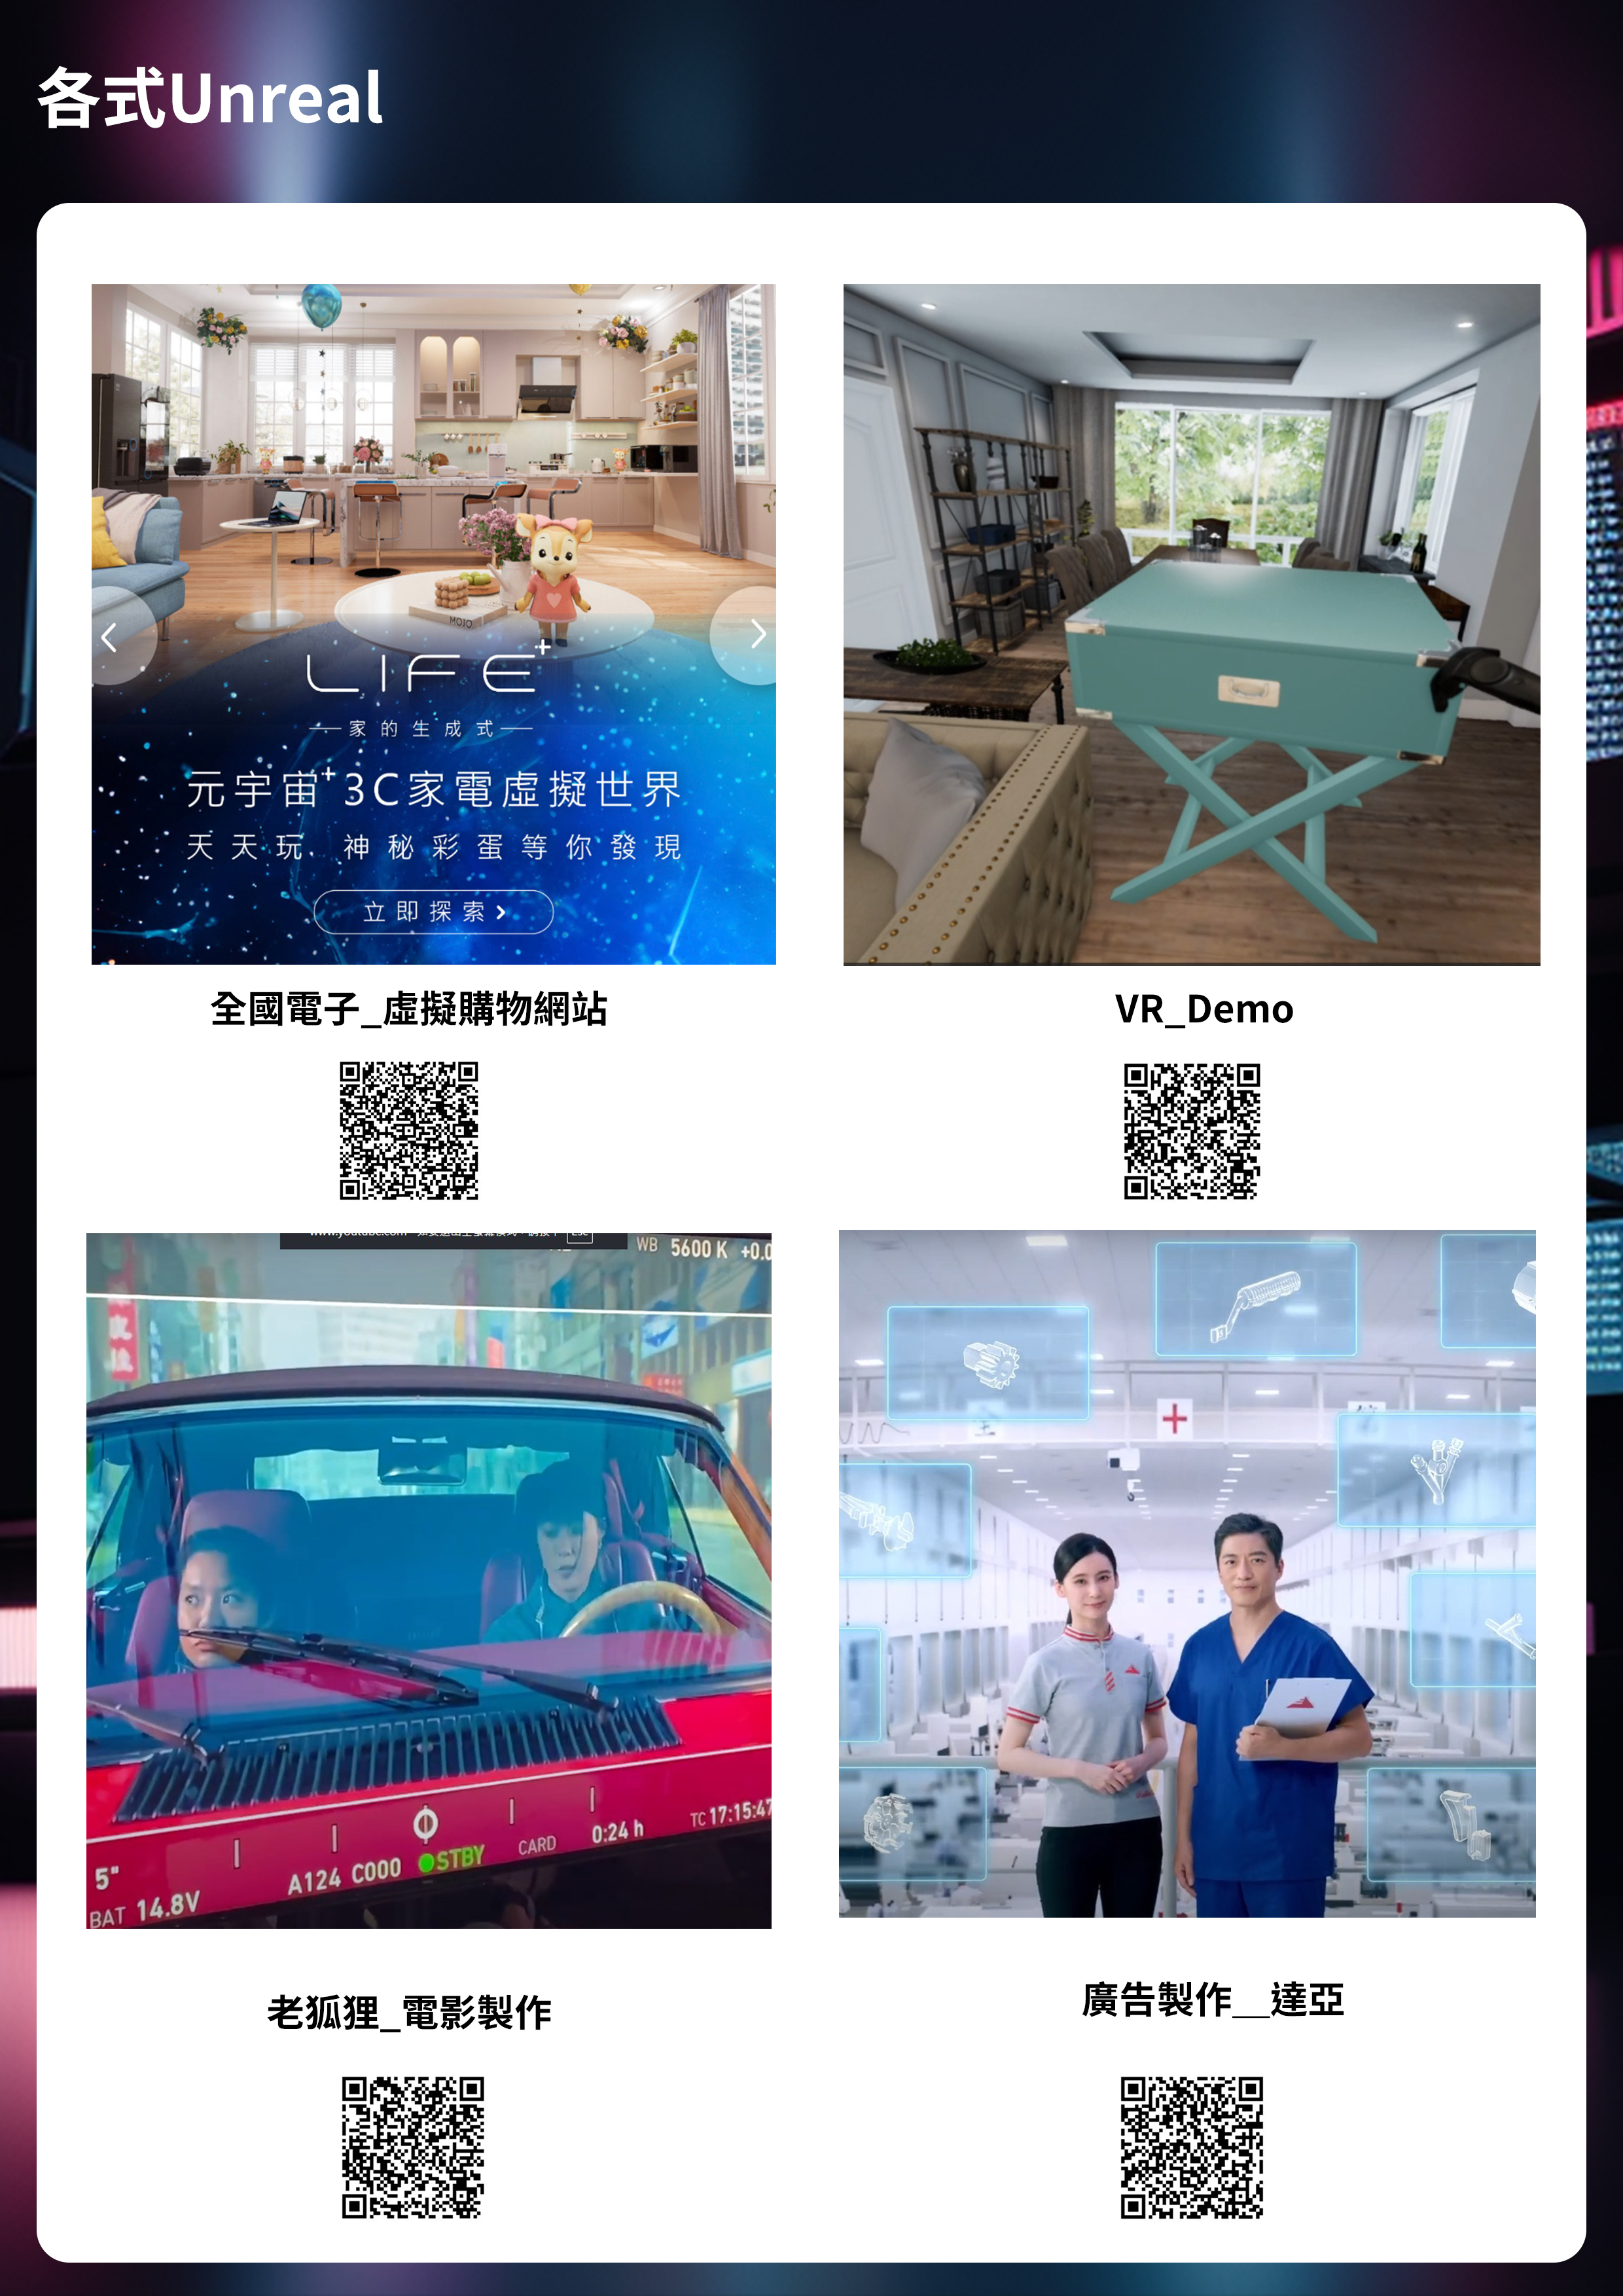 各式Unreal
MOJO
LIFE+
家的生成式
元宇宙+3C家電虛擬世界
天天玩 神秘彩蛋等你發現
立即探索
全國電子_虛擬購物網站
VR_Demo
WB 5600 K +0.0
5"
BAT 14.8V
A124 C000 STBY
CARD
0:24 h
TC 17:15:47
老狐狸_電影製作
廣告製作__達亞